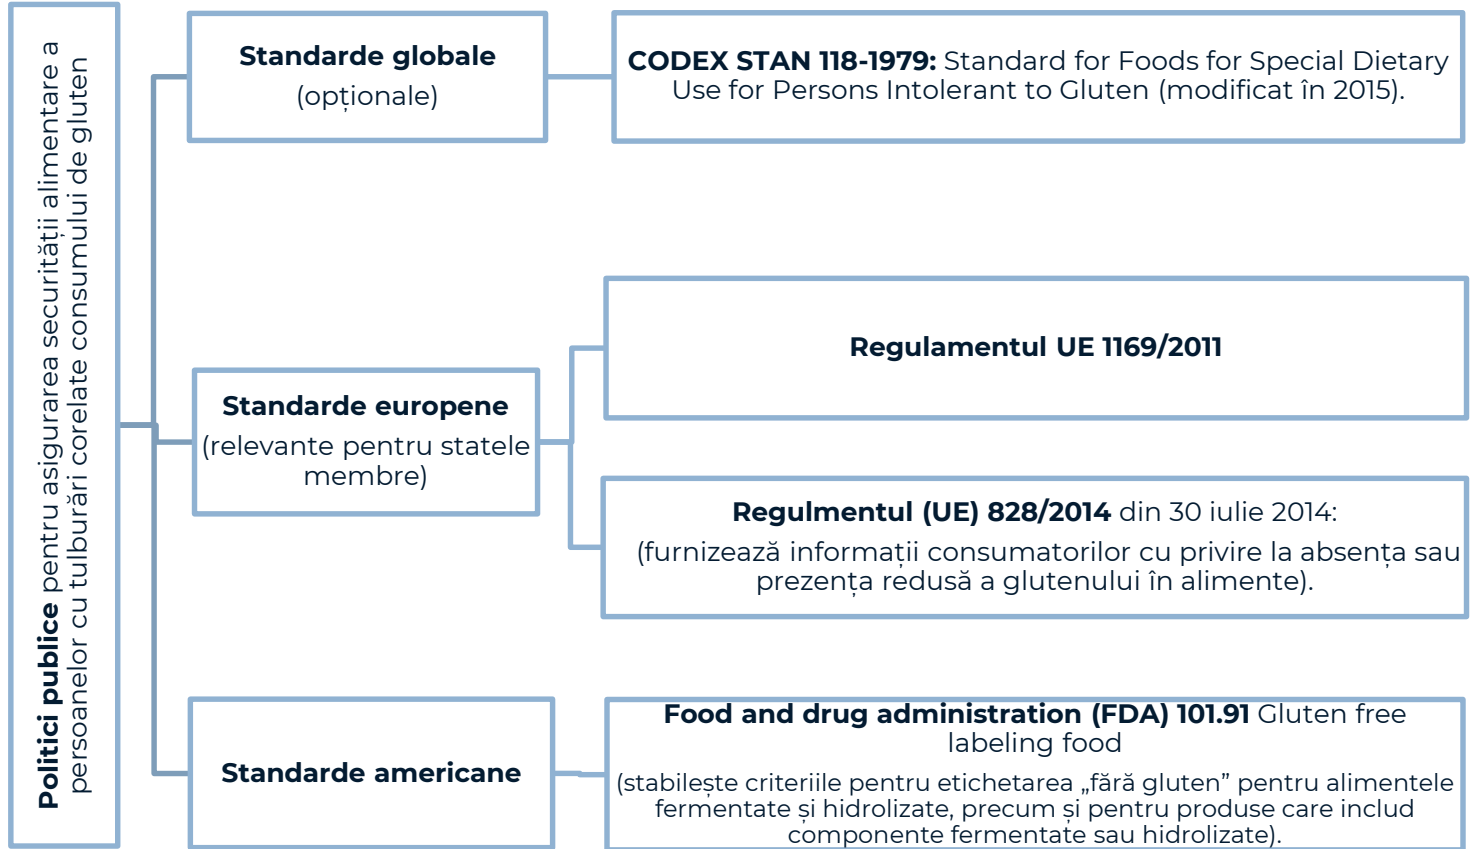 Politici publice pentru asigurarea securității alimentare a
persoanelor cu tulburări corelate consumului de gluten
Standarde globale
(opționale)
CODEX STAN 118-1979: Standard for Foods for Special Dietary
Use for Persons Intolerant to Gluten (modificat în 2015).
Standarde europene
(relevante pentru statele
membre)
Regulamentul UE 1169/2011
Regulmentul (UE) 828/2014 din 30 iulie 2014:
(furnizează informații consumatorilor cu privire la absența sau
prezența redusă a glutenului în alimente).
Standarde americane
Food and drug administration (FDA) 101.91 Gluten free
labeling food
(stabilește criteriile pentru etichetarea „fără gluten” pentru alimentele
fermentate și hidrolizate, precum și pentru produse care includ
componente fermentate sau hidrolizate).